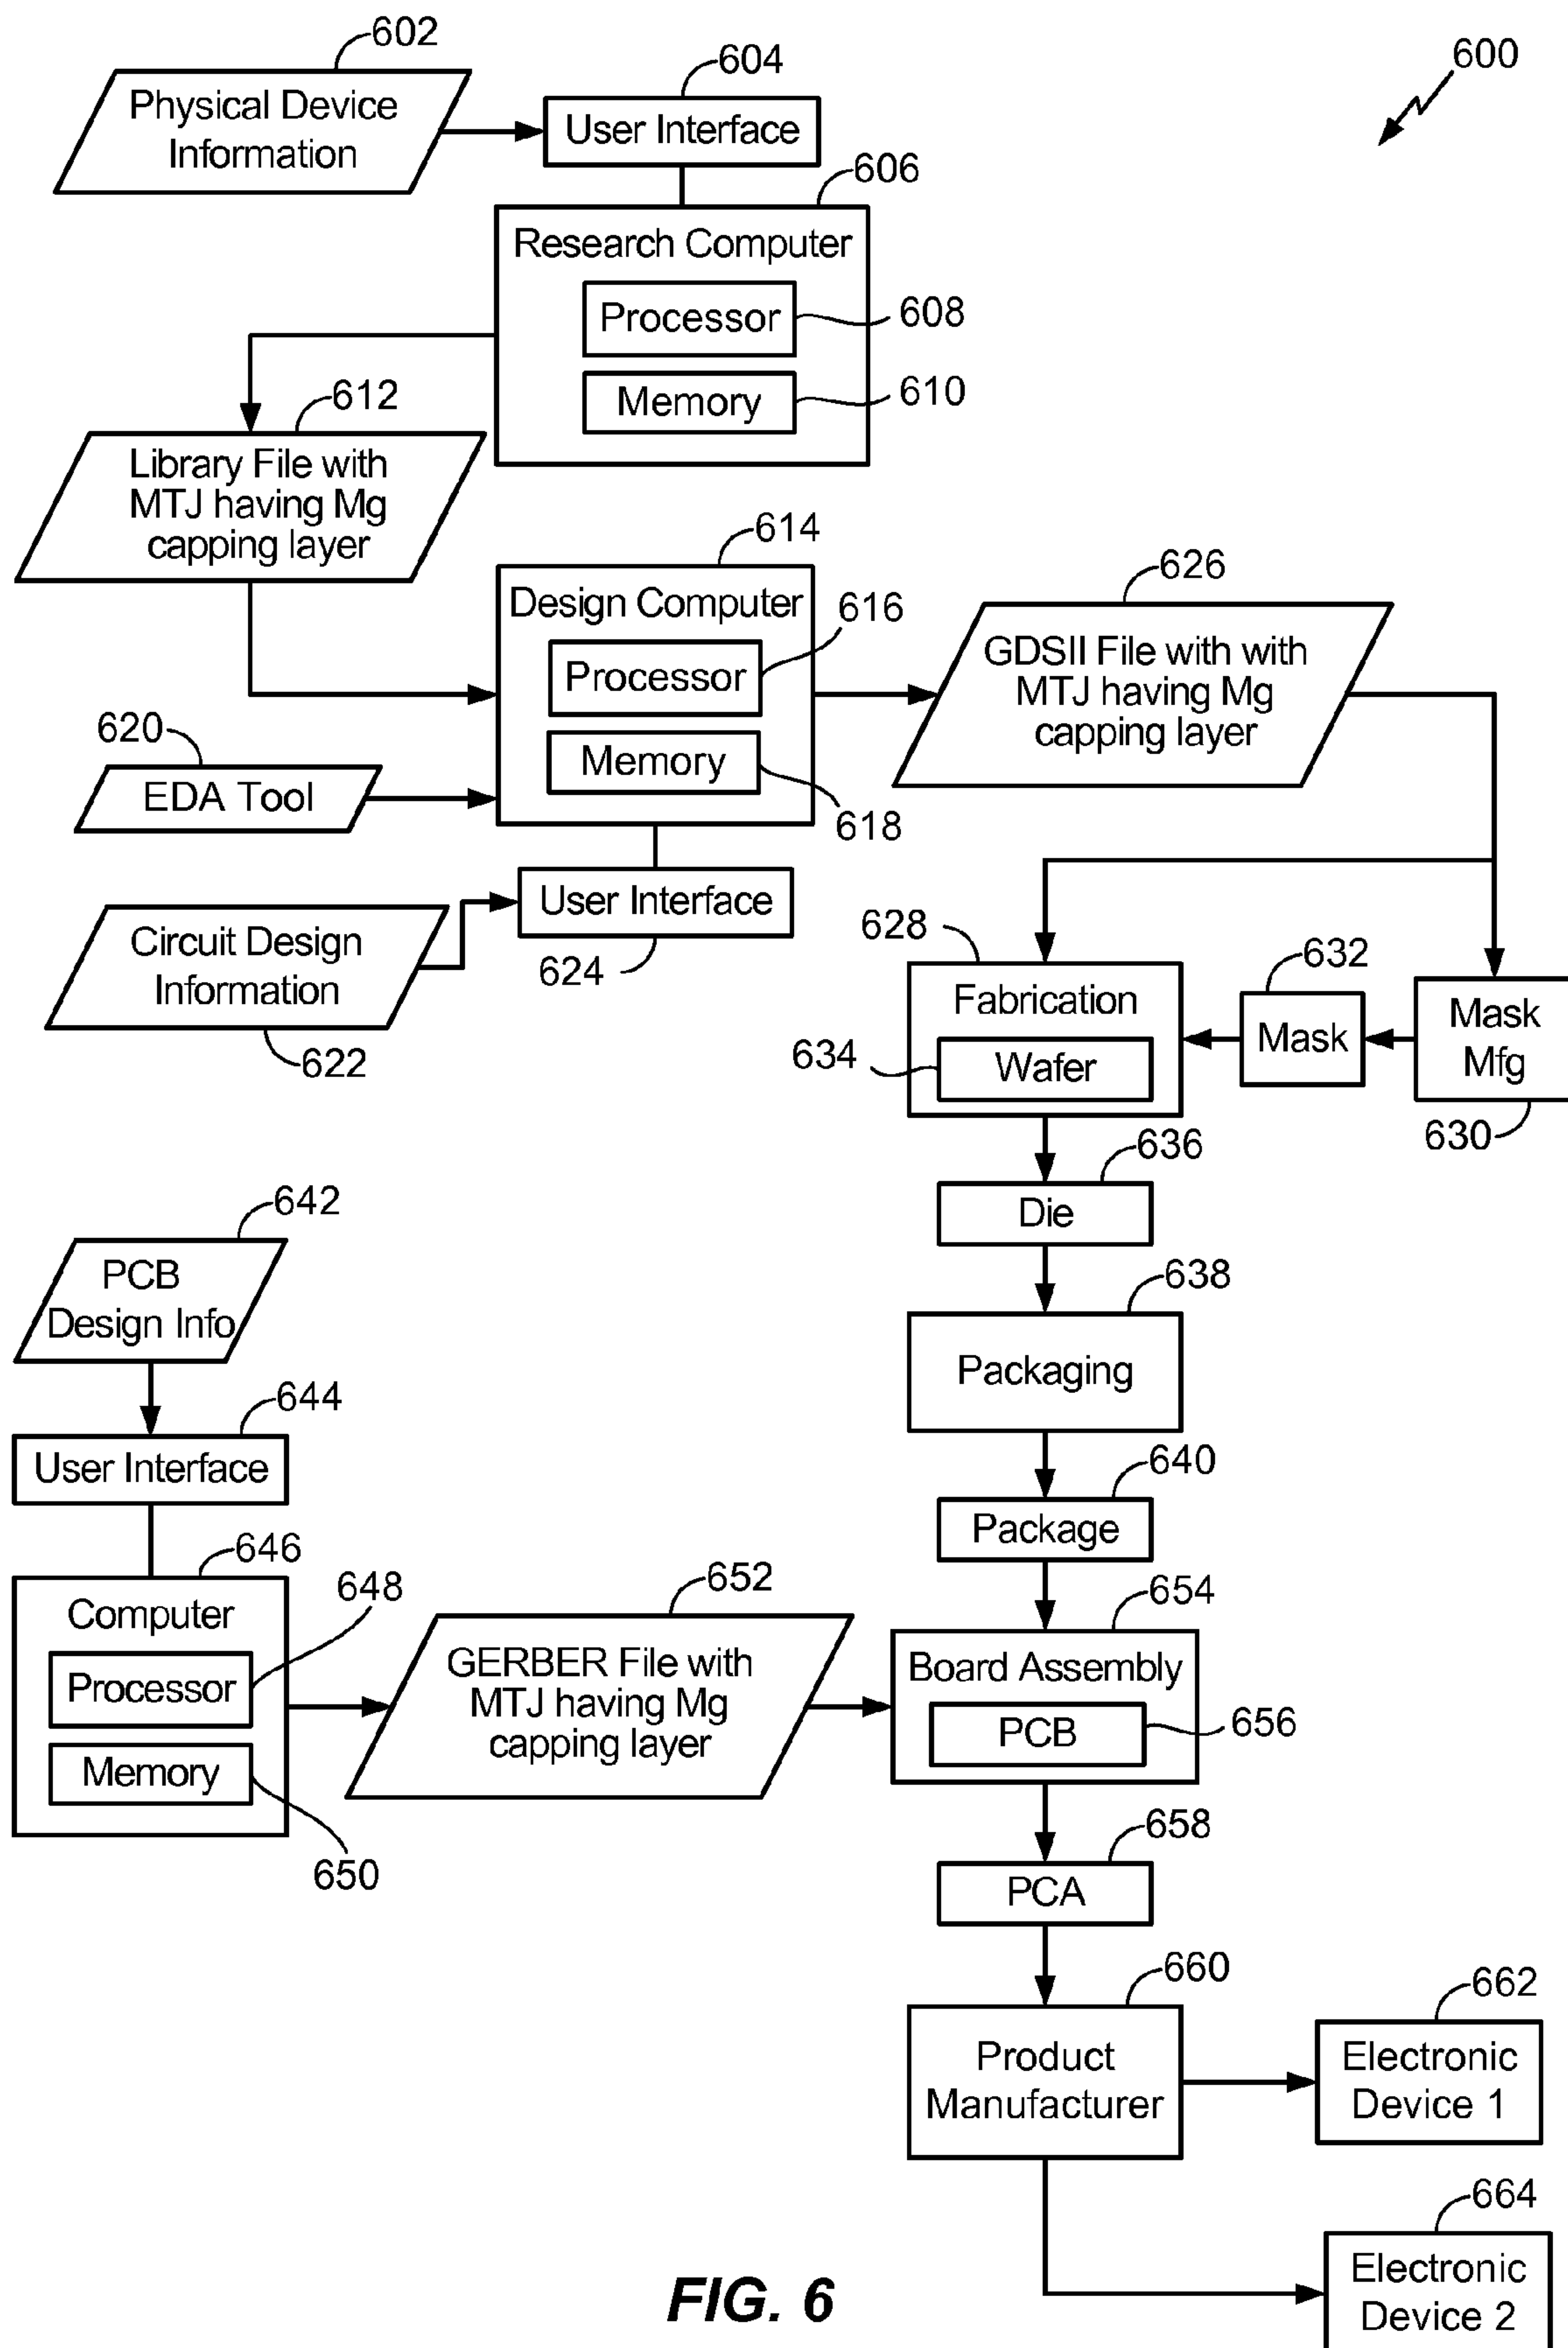 602
Physical Device
Information
604
User Interface
600
606
Research Computer
Processor
608
Memory
610
612
Library File with
MTJ having Mg
capping layer
614
Design Computer
616
Processor
Memory
618
620
EDA Tool
626
GDSII File with with
MTJ having Mg
capping layer
Circuit Design
Information
622
User Interface
624
628
Fabrication
634
Wafer
632
Mask
Mask
Mfg
630
636
Die
638
Packaging
640
Package
642
PCB
Design Info
644
User Interface
646
Computer
648
Processor
Memory
650
652
GERBER File with
MTJ having Mg
capping layer
654
Board Assembly
PCB
656
658
PCA
660
Product
Manufacturer
662
Electronic
Device 1
664
Electronic
Device 2
FIG. 6